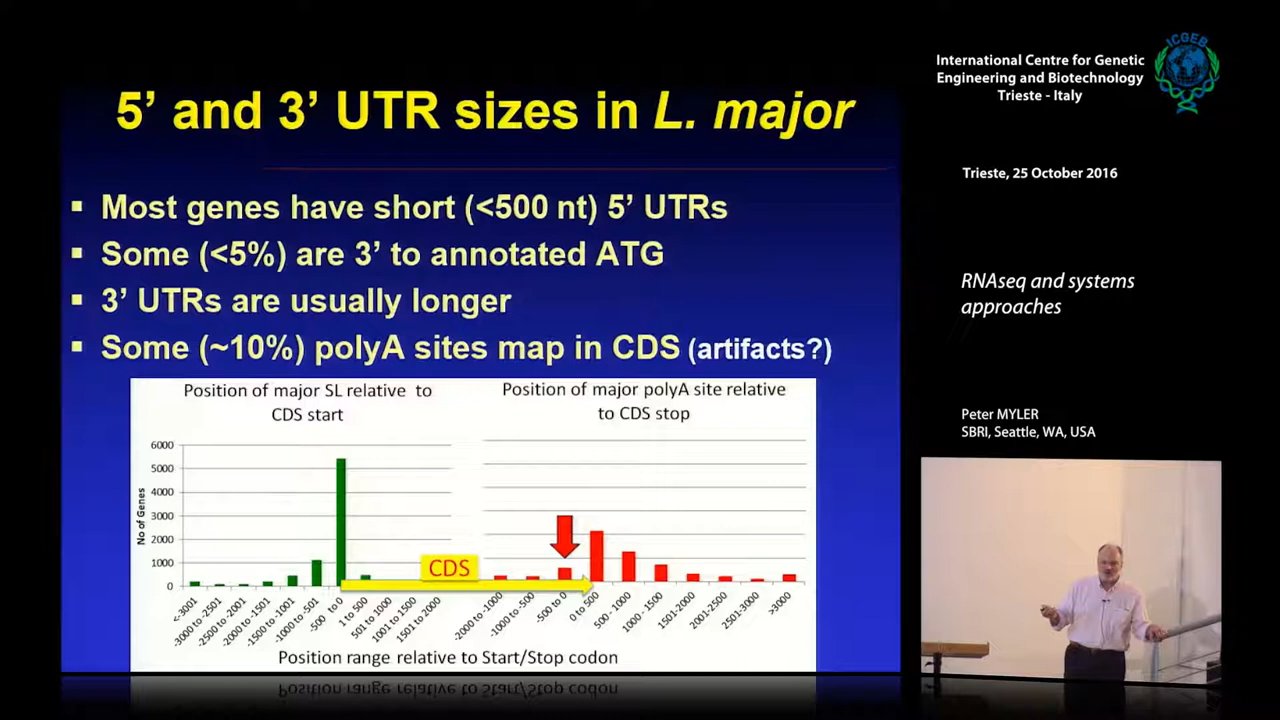 5’ and 3’ UTR sizes in L. major
▪ Most genes have short (<500 nt) 5’ UTRs
▪ Some (<5%) are 3’ to annotated ATG
▪ 3’ UTRs are usually longer
▪ Some (~10%) polyA sites map in CDS (artifacts?)
Position of major SL relative to
CDS start
No of Genes
6000
5000
4000
3000
2000
1000
0
<-3001
-3000 to -2501
-2500 to -2001
-2000 to -1501
-1500 to -1001
-1000 to -501
-500 to 0
1 to 500
501 to 1000
1001 to 1500
1501 to 2000
CDS
Position of major polyA site relative
to CDS stop
-2000 to -1000
-1000 to -500
-500 to 0
0 to 500
500 - 1000
1000 - 1500
1501-2000
2001-2500
2501-3000
>3000
Position range relative to Start/Stop codon
ICGEB
International Centre for Genetic
Engineering and Biotechnology
Trieste - Italy
Trieste, 25 October 2016
RNAseq and systems
approaches
Peter MYLER
SBRI, Seattle, WA, USA